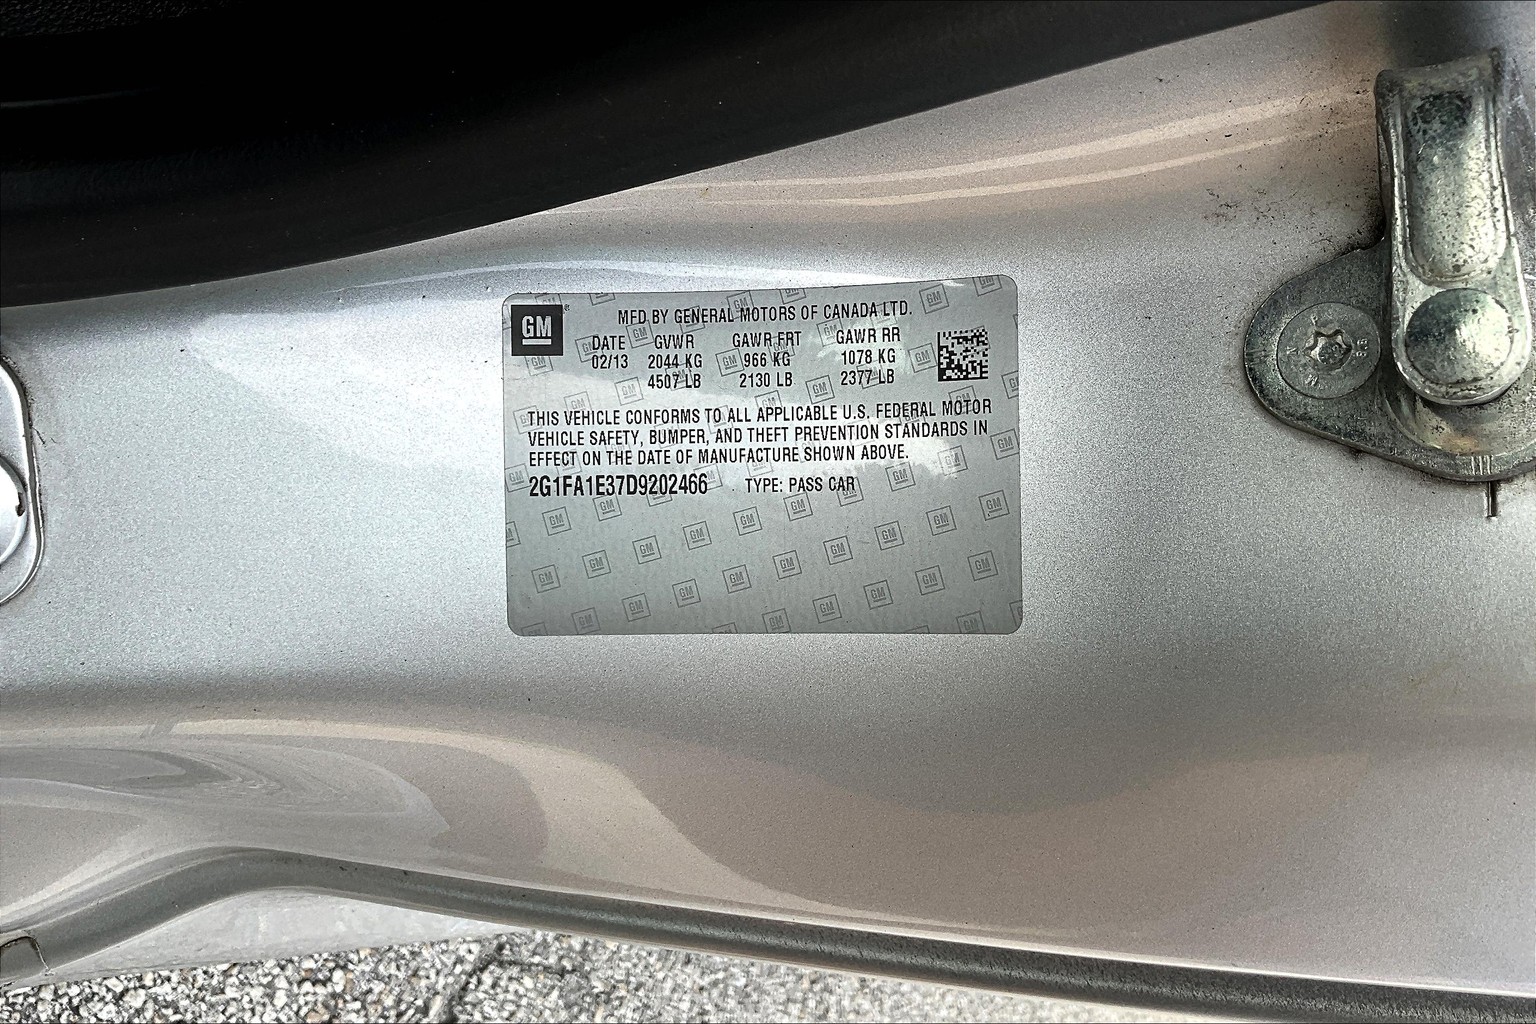 GM
MFD BY GENERAL MOTORS OF CANADA LTD.
DATE GVWR GAWR FRT GAWR RR
02/13 2044 KG 966 KG 1078 KG
4507 LB 2130 LB 2377 LB
THIS VEHICLE CONFORMS TO ALL APPLICABLE U.S. FEDERAL MOTOR
VEHICLE SAFETY, BUMPER, AND THEFT PREVENTION STANDARDS IN
EFFECT ON THE DATE OF MANUFACTURE SHOWN ABOVE.
2G1FA1E37D9202466 TYPE: PASS CAR